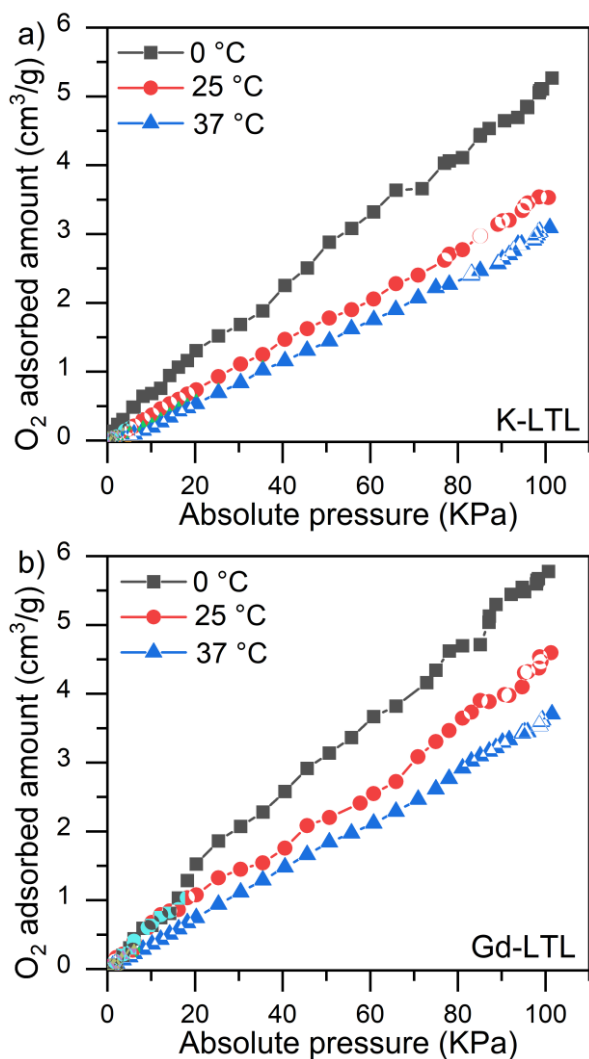 a)
6
5
4
3
2
1
0
O₂ adsorbed amount (cm³/g)
0 °C
25 °C
37 °C
K-LTL
0 20 40 60 80 100
Absolute pressure (KPa)
b)
6
5
4
3
2
1
0
O₂ adsorbed amount (cm³/g)
0 °C
25 °C
37 °C
Gd-LTL
0 20 40 60 80 100
Absolute pressure (KPa)